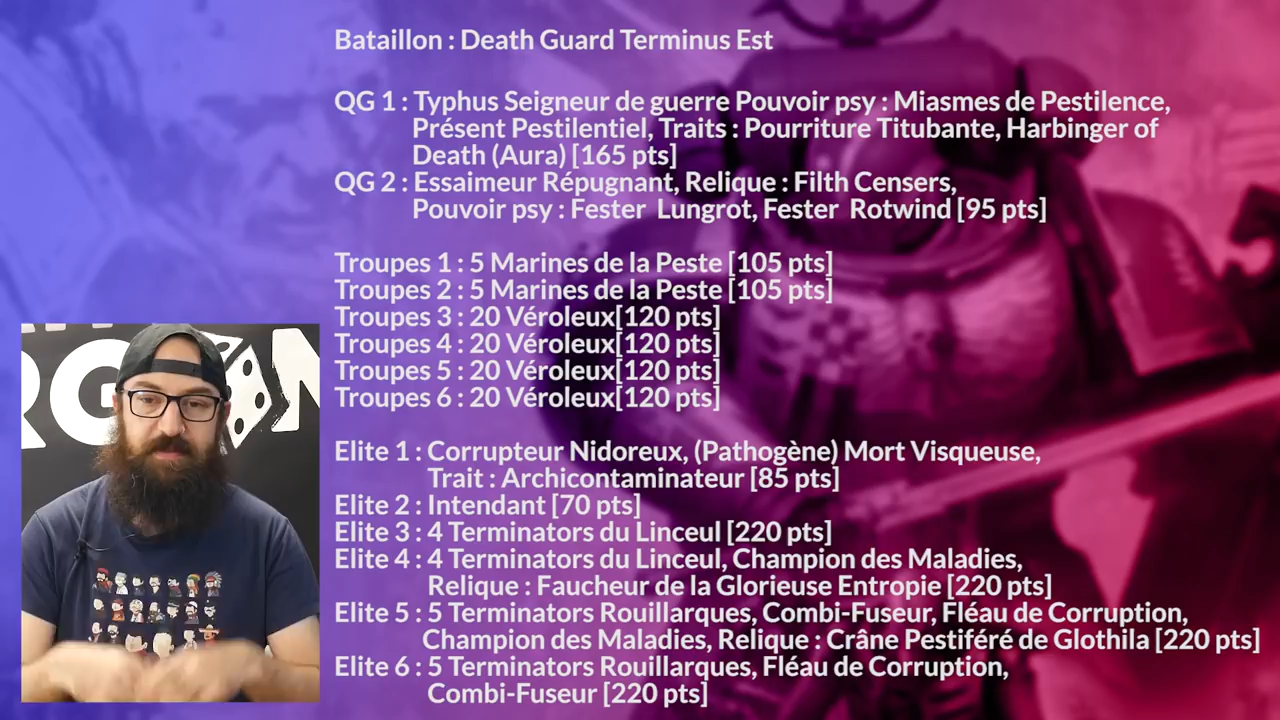 Bataillon : Death Guard Terminus Est
QG 1 : Typhus Seigneur de guerre Pouvoir psy : Miasmes de Pestilence,
Présent Pestilentiel, Traits : Pourriture Titubante, Harbinger of
Death (Aura) [165 pts]
QG 2 : Essaimeur Répugnant, Relique : Filth Censers,
Pouvoir psy : Fester  Lungrot, Fester  Rotwind [95 pts]
Troupes 1 : 5 Marines de la Peste [105 pts]
Troupes 2 : 5 Marines de la Peste [105 pts]
Troupes 3 : 20 Véroleux[120 pts]
Troupes 4 : 20 Véroleux[120 pts]
Troupes 5 : 20 Véroleux[120 pts]
Troupes 6 : 20 Véroleux[120 pts]
Elite 1 : Corrupteur Nidoreux, (Pathogène) Mort Visqueuse,
Trait : Archicontaminateur [85 pts]
Elite 2 : Intendant [70 pts]
Elite 3 : 4 Terminators du Linceul [220 pts]
Elite 4 : 4 Terminators du Linceul, Champion des Maladies,
Relique : Faucheur de la Glorieuse Entropie [220 pts]
Elite 5 : 5 Terminators Rouillarques, Combi-Fuseur, Fléau de Corruption,
Champion des Maladies, Relique : Crâne Pestiféré de Glothila [220 pts]
Elite 6 : 5 Terminators Rouillarques, Fléau de Corruption,
Combi-Fuseur [220 pts]